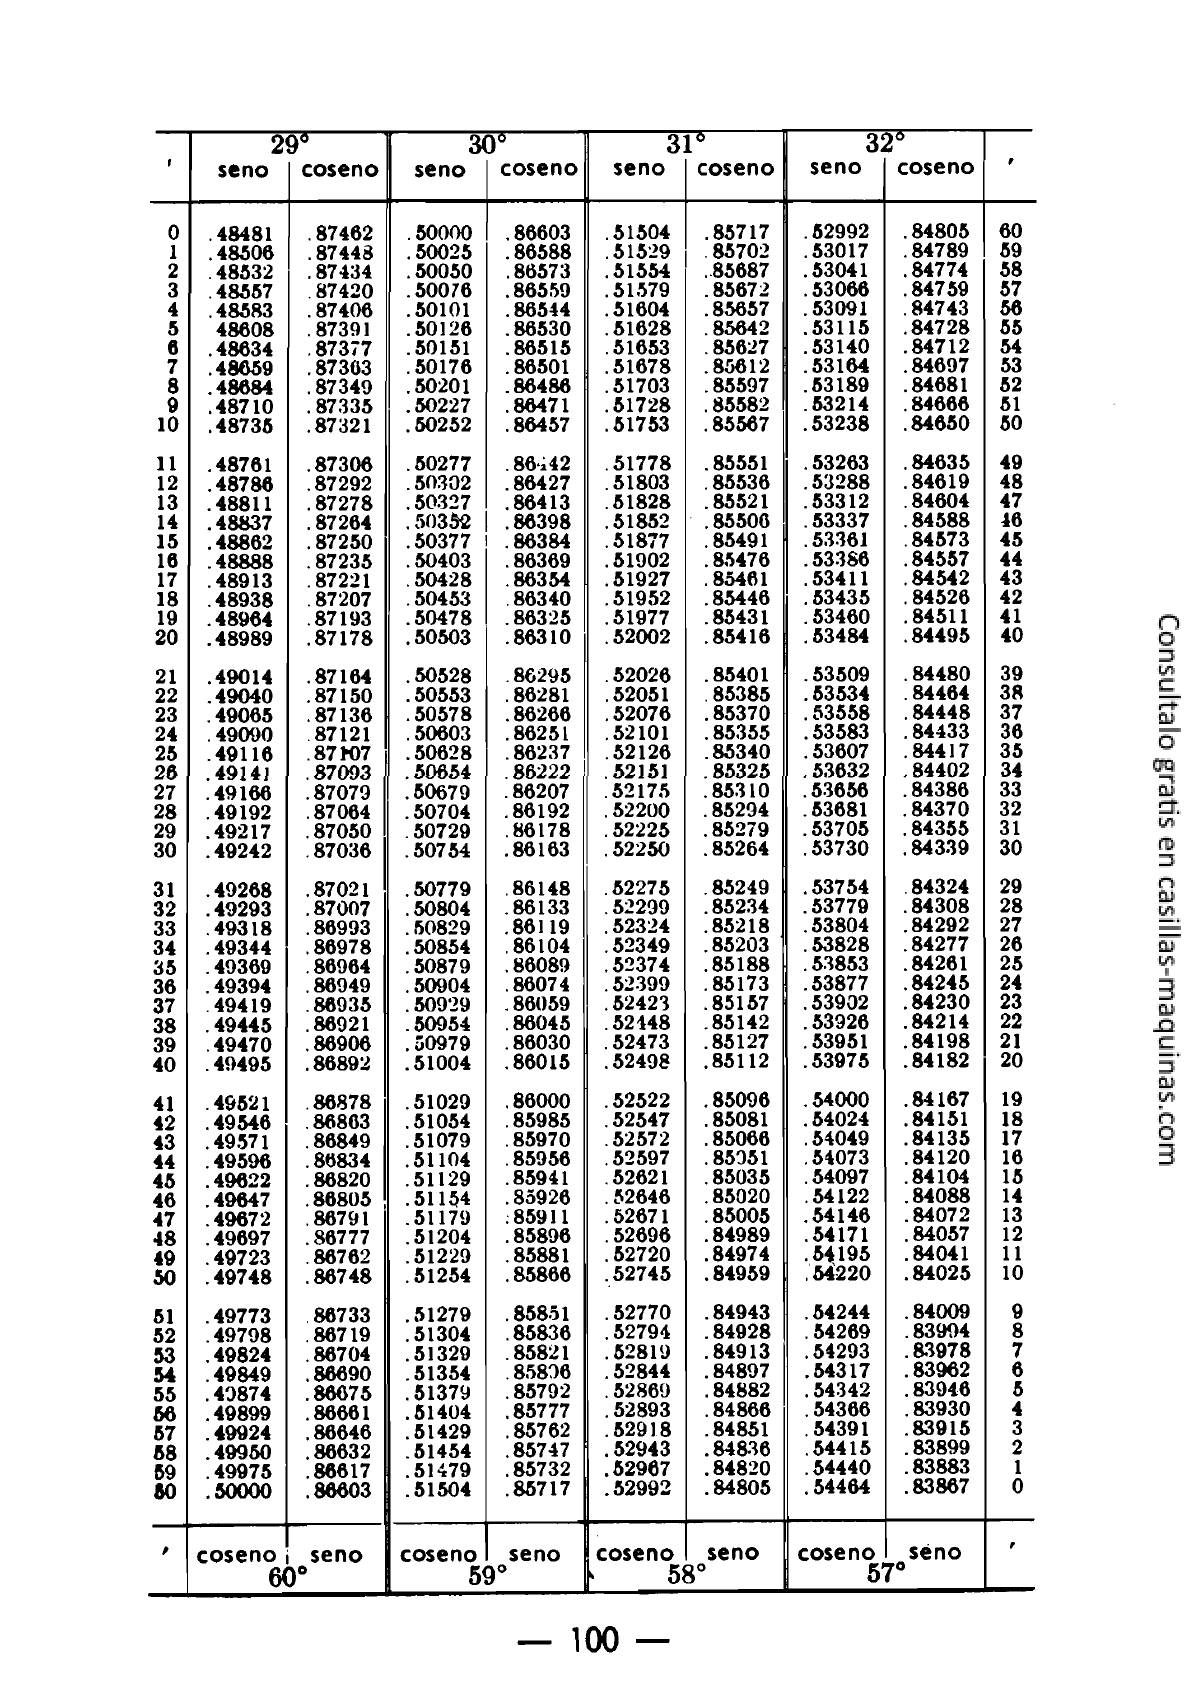 29° 30° 31° 32°
′ seno coseno seno coseno seno coseno seno coseno ′
0 .48481 .87462 .50000 .86603 .51504 .85717 .52992 .84805 60
1 .48506 .87448 .50025 .86588 .51529 .85702 .53017 .84789 59
2 .48532 .87434 .50050 .86573 .51554 .85687 .53041 .84774 58
3 .48557 .87420 .50076 .86559 .51579 .85672 .53066 .84759 57
4 .48583 .87406 .50101 .86544 .51604 .85657 .53091 .84743 56
5 48608 .87391 .50126 .86530 .51628 .85642 .53115 .84728 55
6 .48634 .87377 .50151 .86515 .51653 .85627 .53140 .84712 54
7 .48659 .87363 .50176 .86501 .51678 .85612 .53164 .84697 53
8 .48684 .87349 .50201 .86486 .51703 .85597 .53189 .84681 52
9 .48710 .87335 .50227 .86471 .51728 .85582 .53214 .84666 51
10 .48735 .87321 .50252 .86457 .51753 .85567 .53238 .84650 50
11 .48761 .87306 .50277 .86442 .51778 .85551 .53263 .84635 49
12 .48786 .87292 .50302 .86427 .51803 .85536 .53288 .84619 48
13 .48811 .87278 .50327 .86413 .51828 .85521 .53312 .84604 47
14 .48837 .87264 .50352 .86398 .51852 .85506 .53337 .84588 46
15 .48862 .87250 .50377 .86384 .51877 .85491 .53361 .84573 45
16 .48888 .87235 .50403 .86369 .51902 .85476 .53386 .84557 44
17 .48913 .87221 .50428 .86354 .51927 .85461 .53411 .84542 43
18 .48938 .87207 .50453 .86340 .51952 .85446 .53435 .84526 42
19 .48964 .87193 .50478 .86325 .51977 .85431 .53460 .84511 41
20 .48989 .87178 .50503 .86310 .52002 .85416 .53484 .84495 40
21 .49014 .87164 .50528 .86295 .52026 .85401 .53509 .84480 39
22 .49040 .87150 .50553 .86281 .52051 .85385 .53534 .84464 38
23 .49065 .87136 .50578 .86266 .52076 .85370 .53558 .84448 37
24 .49090 .87121 .50603 .86251 .52101 .85355 .53583 .84433 36
25 .49116 .87107 .50628 .86237 .52126 .85340 .53607 .84417 35
26 .49141 .87093 .50654 .86222 .52151 .85325 .53632 .84402 34
27 .49166 .87079 .50679 .86207 .52175 .85310 .53656 .84386 33
28 .49192 .87064 .50704 .86192 .52200 .85294 .53681 .84370 32
29 .49217 .87050 .50729 .86178 .52225 .85279 .53705 .84355 31
30 .49242 .87036 .50754 .86163 .52250 .85264 .53730 .84339 30
31 .49268 .87021 .50779 .86148 .52275 .85249 .53754 .84324 29
32 .49293 .87007 .50804 .86133 .52299 .85234 .53779 .84308 28
33 .49318 .86993 .50829 .86119 .52324 .85218 .53804 .84292 27
34 .49344 .86978 .50854 .86104 .52349 .85203 .53828 .84277 26
35 .49369 .86964 .50879 .86089 .52374 .85188 .53853 .84261 25
36 .49394 .86949 .50904 .86074 .52399 .85173 .53877 .84245 24
37 .49419 .86935 .50929 .86059 .52423 .85157 .53902 .84230 23
38 .49445 .86921 .50954 .86045 .52448 .85142 .53926 .84214 22
39 .49470 .86906 .50979 .86030 .52473 .85127 .53951 .84198 21
40 .49495 .86892 .51004 .86015 .52498 .85112 .53975 .84182 20
41 .49521 .86878 .51029 .86000 .52522 .85096 .54000 .84167 19
42 .49546 .86863 .51054 .85985 .52547 .85081 .54024 .84151 18
43 .49571 .86849 .51079 .85970 .52572 .85066 .54049 .84135 17
44 .49596 .86834 .51104 .85956 .52597 .85051 .54073 .84120 16
45 .49622 .86820 .51129 .85941 .52621 .85035 .54097 .84104 15
46 .49647 .86805 .51154 .85926 .52646 .85020 .54122 .84088 14
47 .49672 .86791 .51179 .85911 .52671 .85005 .54146 .84072 13
48 .49697 .86777 .51204 .85896 .52696 .84989 .54171 .84057 12
49 .49723 .86762 .51229 .85881 .52720 .84974 .54195 .84041 11
50 .49748 .86748 .51254 .85866 .52745 .84959 .54220 .84025 10
51 .49773 .86733 .51279 .85851 .52770 .84943 .54244 .84009 9
52 .49798 .86719 .51304 .85836 .52794 .84928 .54269 .83994 8
53 .49824 .86704 .51329 .85821 .52819 .84913 .54293 .83978 7
54 .49849 .86690 .51354 .85806 .52844 .84897 .54317 .83962 6
55 .49874 .86675 .51379 .85792 .52869 .84882 .54342 .83946 5
56 .49899 .86661 .51404 .85777 .52893 .84866 .54366 .83930 4
57 .49924 .86646 .51429 .85762 .52918 .84851 .54391 .83915 3
58 .49950 .86632 .51454 .85747 .52943 .84836 .54415 .83899 2
59 .49975 .86617 .51479 .85732 .52967 .84820 .54440 .83883 1
60 .50000 .86603 .51504 .85717 .52992 .84805 .54464 .83867 0
′ coseno seno coseno seno coseno seno coseno seno ′
60° 59° 58° 57°
— 100 —
Consultalo gratis en casillas-maquinas.com